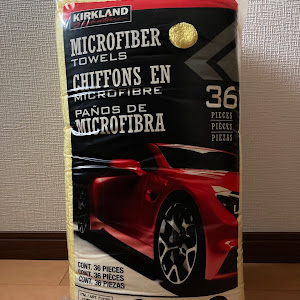 KIRKLAND
MICROFIBER
TOWELS
CHIFFONS EN
MICROFIBRE
PAÑOS DE
MICROFIBRA
36
PIECES
PIÈCES
PIEZAS
CONT. 36 PIECES
CONT. 36 PIÈCES
CONT. 36 PIEZAS